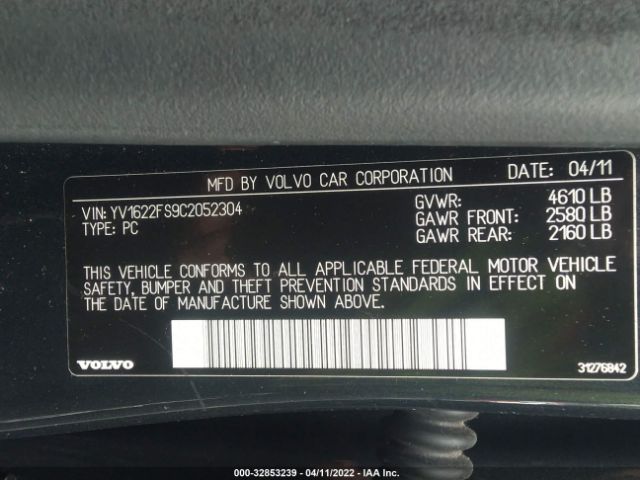 MFD BY VOLVO CAR CORPORATION DATE: 04/11
VIN: YV1622FS9C2052304 GVWR: 4610 LB
TYPE: PC GAWR FRONT: 2580 LB
GAWR REAR: 2160 LB
THIS VEHICLE CONFORMS TO ALL APPLICABLE FEDERAL MOTOR VEHICLE
SAFETY, BUMPER AND THEFT PREVENTION STANDARDS IN EFFECT ON
THE DATE OF MANUFACTURE SHOWN ABOVE.
VOLVO 31276842
000-32853239 - 04/11/2022 - IAA Inc.